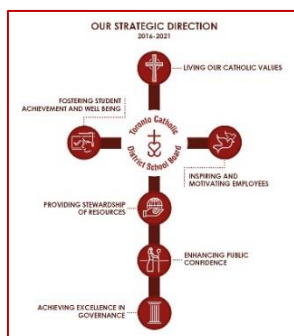 OUR STRATEGIC DIRECTION
2016-2021
LIVING OUR CATHOLIC VALUES
FOSTERING STUDENT
ACHIEVEMENT AND WELL BEING
Toronto Catholic
District School Board
INSPIRING AND
MOTIVATING EMPLOYEES
PROVIDING STEWARDSHIP
OF RESOURCES
ENHANCING PUBLIC
CONFIDENCE
ACHIEVING EXCELLENCE IN
GOVERNANCE